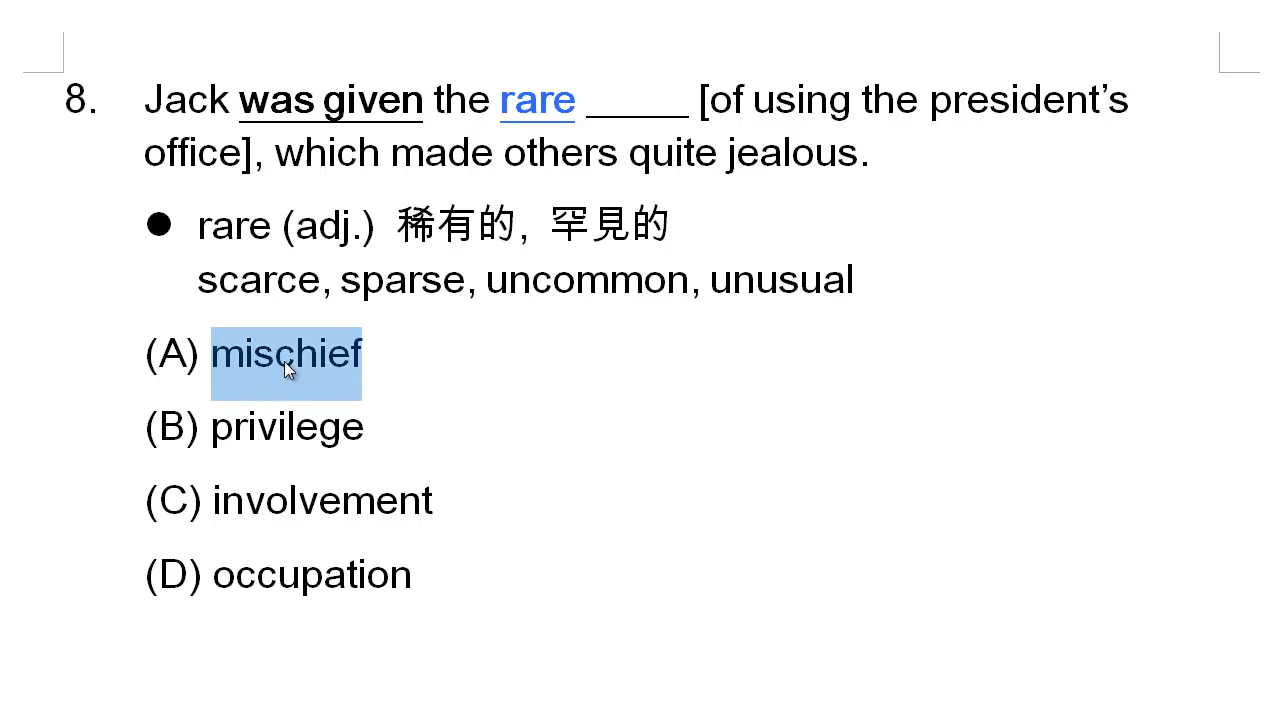 8. Jack was given the rare _____ [of using the president’s
office], which made others quite jealous.
● rare (adj.) 稀有的, 罕見的
scarce, sparse, uncommon, unusual
(A) mischief
(B) privilege
(C) involvement
(D) occupation